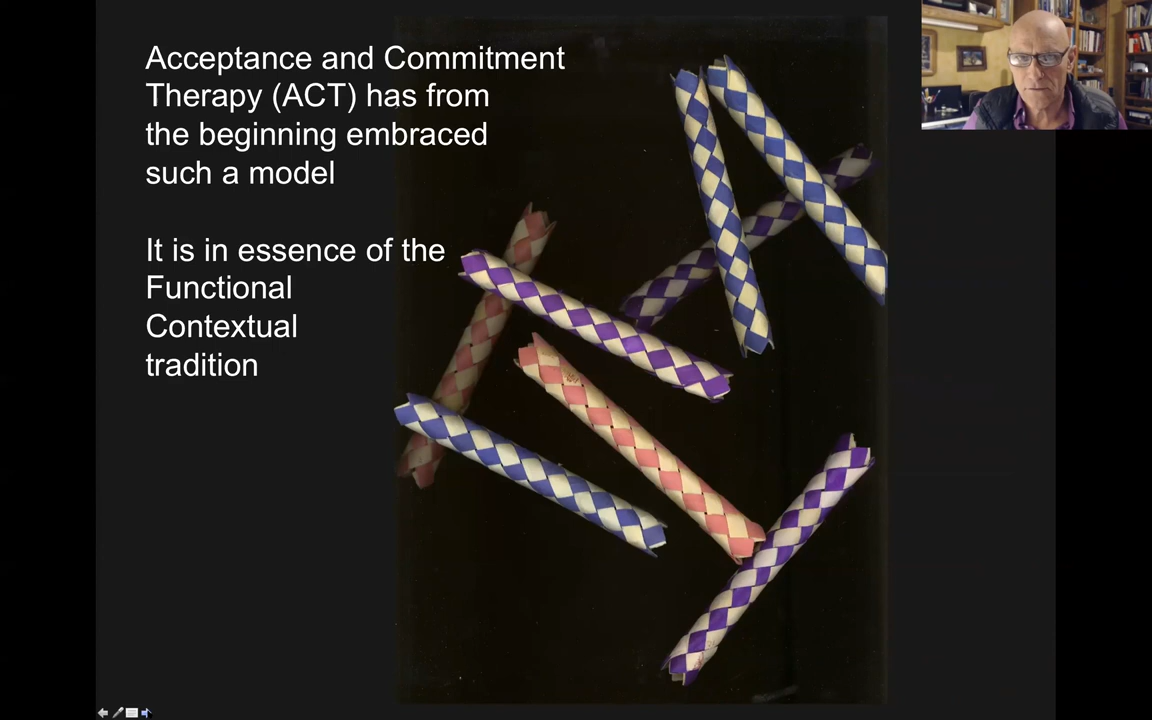 Acceptance and Commitment
Therapy (ACT) has from
the beginning embraced
such a model
It is in essence of the
Functional
Contextual
tradition